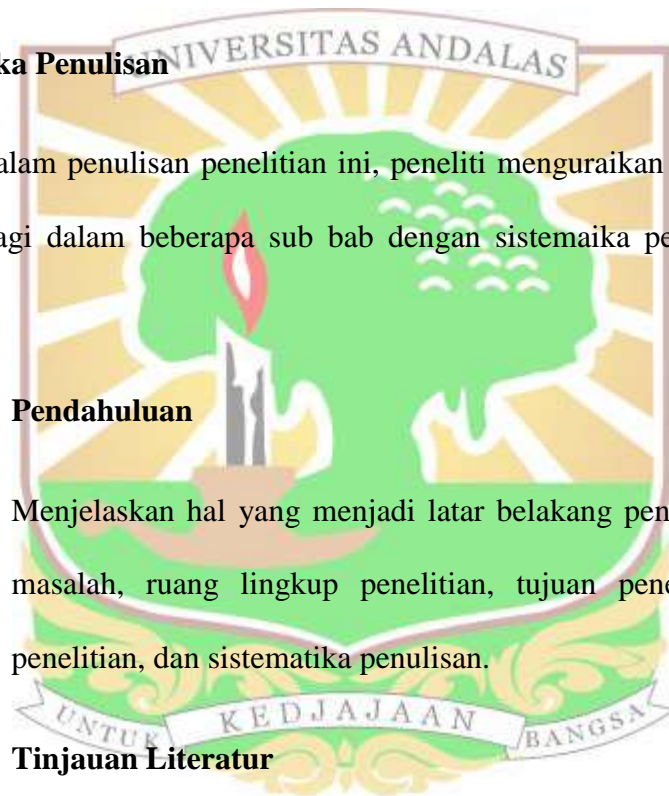 UNIVERSITAS ANDALAS
ka Penulisan
alam penulisan penelitian ini, peneliti menguraikan
agi dalam beberapa sub bab dengan sistemaika pe
Pendahuluan
Menjelaskan hal yang menjadi latar belakang pen
masalah, ruang lingkup penelitian, tujuan pene
penelitian, dan sistematika penulisan.
UNTUK KEDJAJAAN BANGSA
Tinjauan Literatur